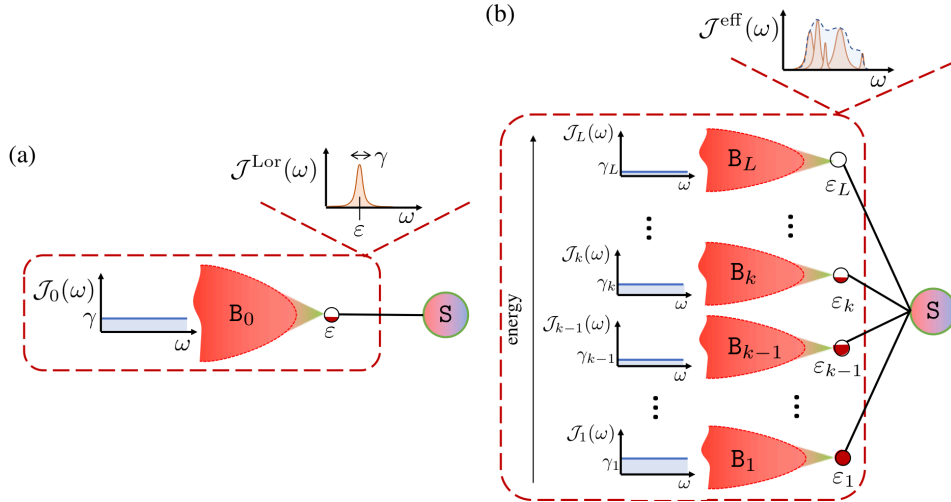 (a)
𝒥^Lor(ω)
γ
ω
ε
𝒥_0(ω)
γ
ω
B_0
ε
S
(b)
𝒥^eff(ω)
ω
energy
𝒥_L(ω)
γ_L
ω
B_L
ε_L
𝒥_k(ω)
γ_k
ω
B_k
ε_k
S
𝒥_{k−1}(ω)
γ_{k−1}
ω
B_{k−1}
ε_{k−1}
𝒥_1(ω)
γ_1
ω
B_1
ε_1